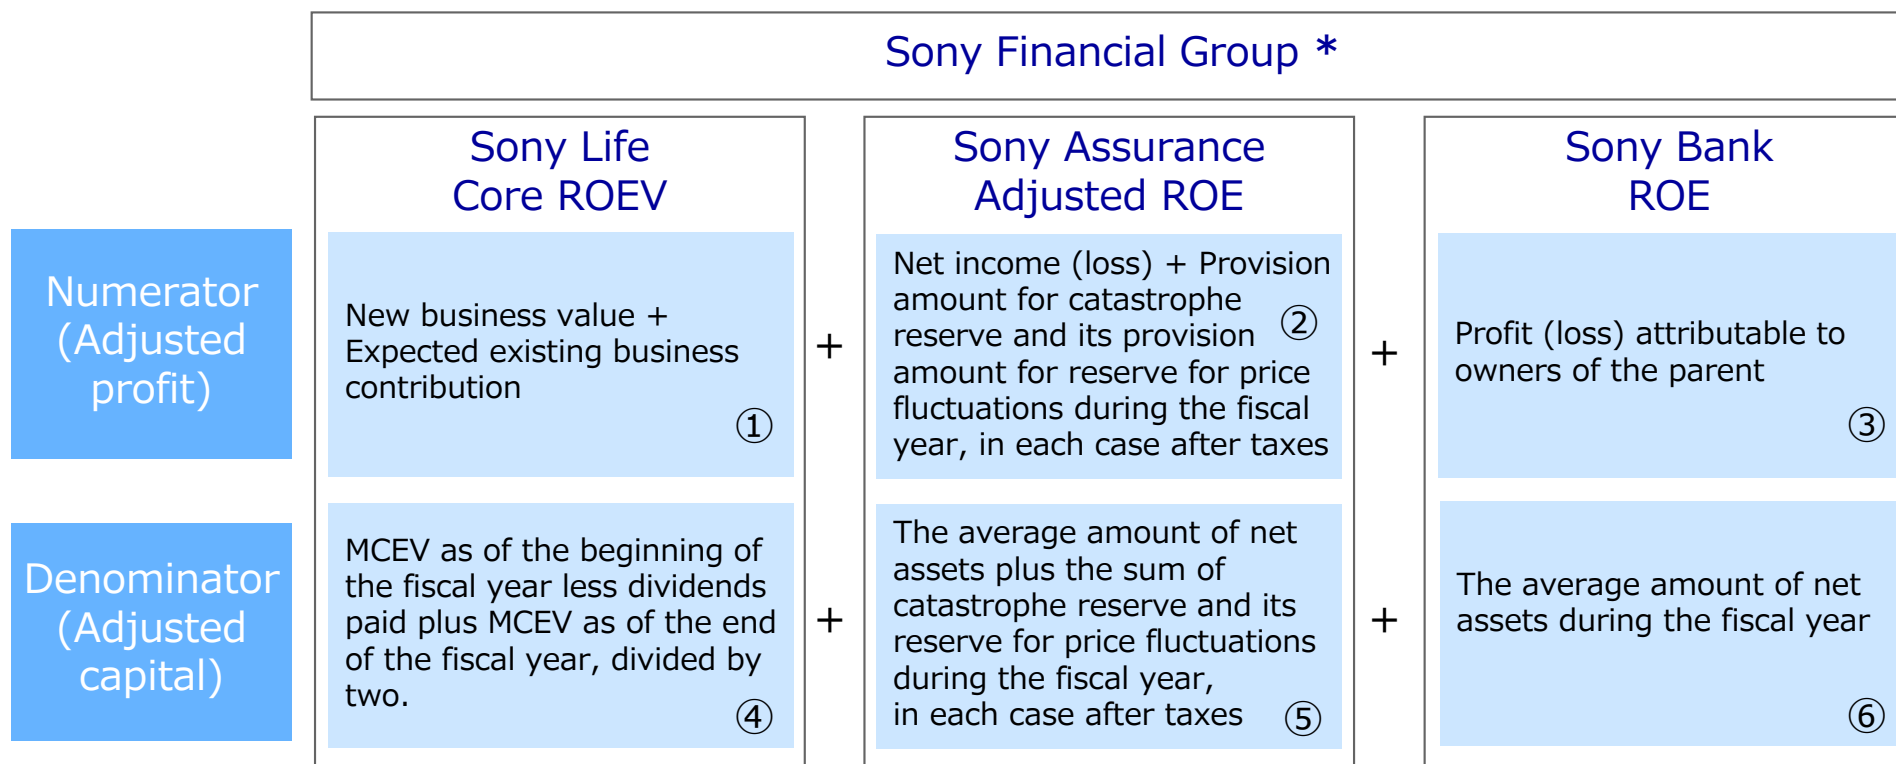 Sony Financial Group *
Sony Life
Core ROEV
Sony Assurance
Adjusted ROE
Sony Bank
ROE
Numerator
(Adjusted
profit)
New business value +
Expected existing business
contribution
①
+
Net income (loss) + Provision
amount for catastrophe
reserve and its provision
amount for reserve for price
fluctuations during the fiscal
year, in each case after taxes
②
+
Profit (loss) attributable to
owners of the parent
③
Denominator
(Adjusted
capital)
MCEV as of the beginning of
the fiscal year less dividends
paid plus MCEV as of the end
of the fiscal year, divided by
two.
④
+
The average amount of net
assets plus the sum of
catastrophe reserve and its
reserve for price fluctuations
during the fiscal year,
in each case after taxes
⑤
+
The average amount of net
assets during the fiscal year
⑥